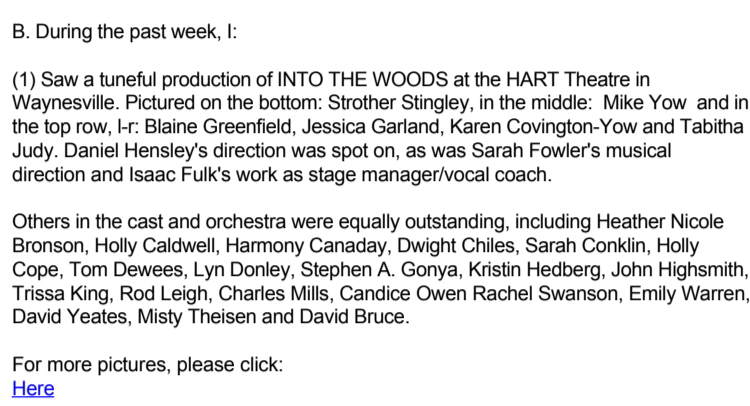 B. During the past week, I:
(1) Saw a tuneful production of INTO THE WOODS at the HART Theatre in
Waynesville. Pictured on the bottom: Strother Stingley, in the middle:  Mike Yow  and in
the top row, l-r: Blaine Greenfield, Jessica Garland, Karen Covington-Yow and Tabitha
Judy. Daniel Hensley's direction was spot on, as was Sarah Fowler's musical
direction and Isaac Fulk's work as stage manager/vocal coach.
Others in the cast and orchestra were equally outstanding, including Heather Nicole
Bronson, Holly Caldwell, Harmony Canaday, Dwight Chiles, Sarah Conklin, Holly
Cope, Tom Dewees, Lyn Donley, Stephen A. Gonya, Kristin Hedberg, John Highsmith,
Trissa King, Rod Leigh, Charles Mills, Candice Owen Rachel Swanson, Emily Warren,
David Yeates, Misty Theisen and David Bruce.
For more pictures, please click:
Here